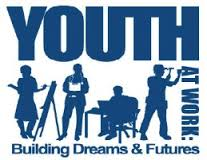 YOUTH
AT WORK:
Building Dreams & Futures